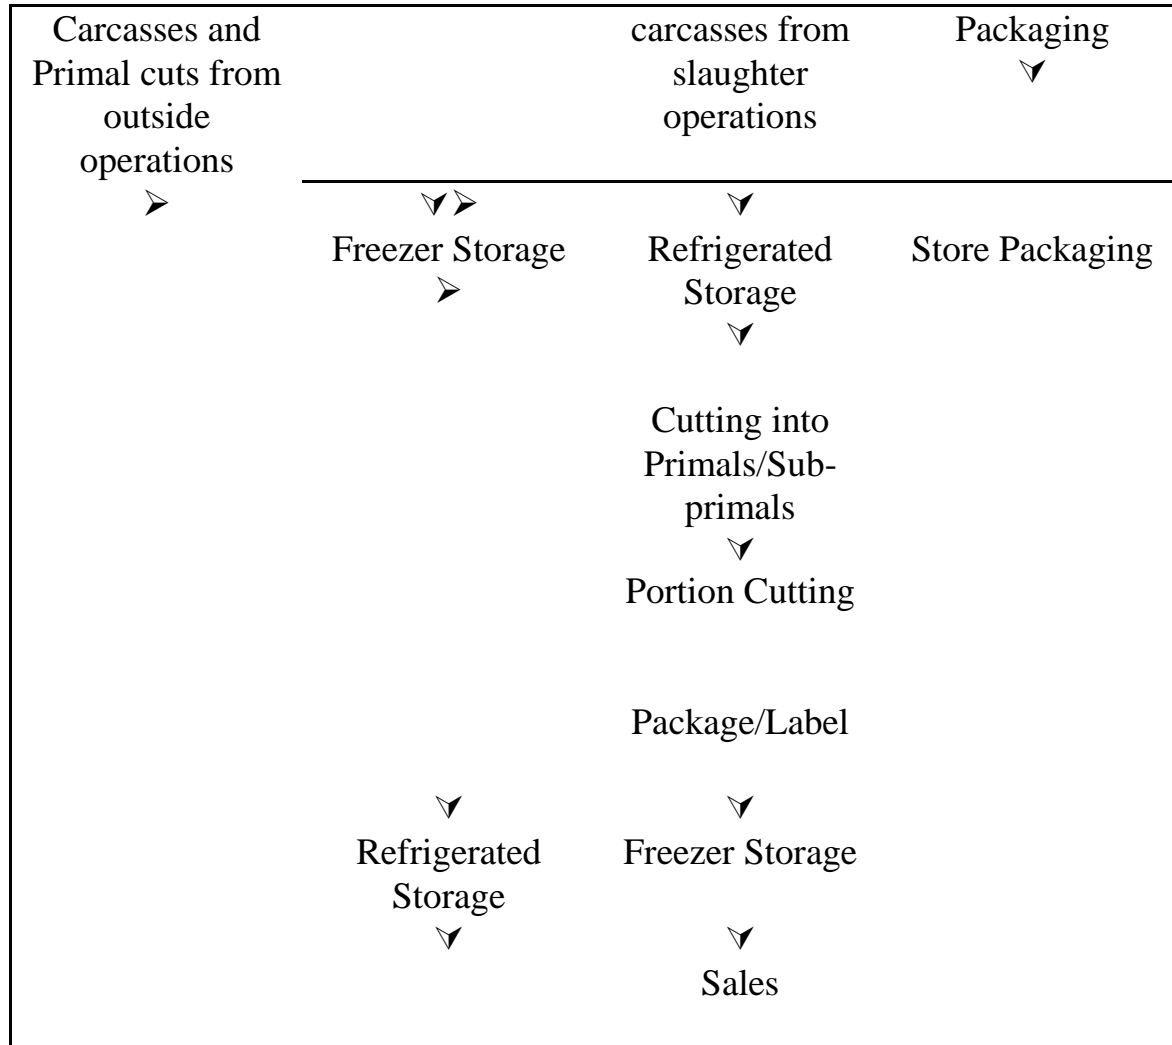 Carcasses and
Primal cuts from
outside
operations
➢
carcasses from
slaughter
operations
Packaging
⮟
⮟➢
Freezer Storage
➢
⮟
Refrigerated
Storage
⮟
Store Packaging
Cutting into
Primals/Sub-
primals
⮟
Portion Cutting
Package/Label
⮟
Refrigerated
Storage
⮟
⮟
Freezer Storage
⮟
Sales